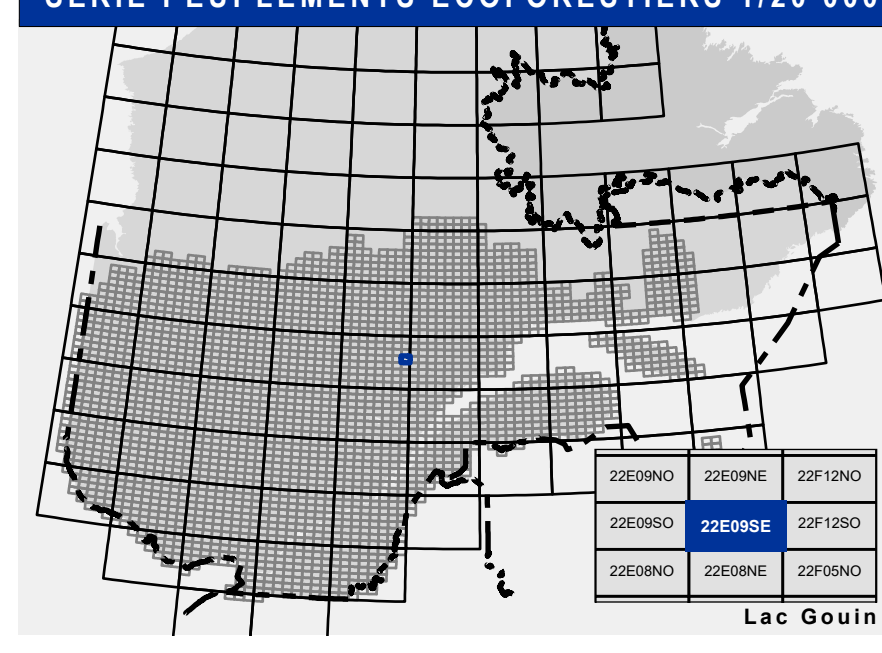 SÉRIE PEUPLEMENTS ÉCOFORESTIERS 1/20 000
22E09NO 22E09NE 22F12NO
22E09SO 22E09SE 22F12SO
22E08NO 22E08NE 22F05NO
Lac Gouin